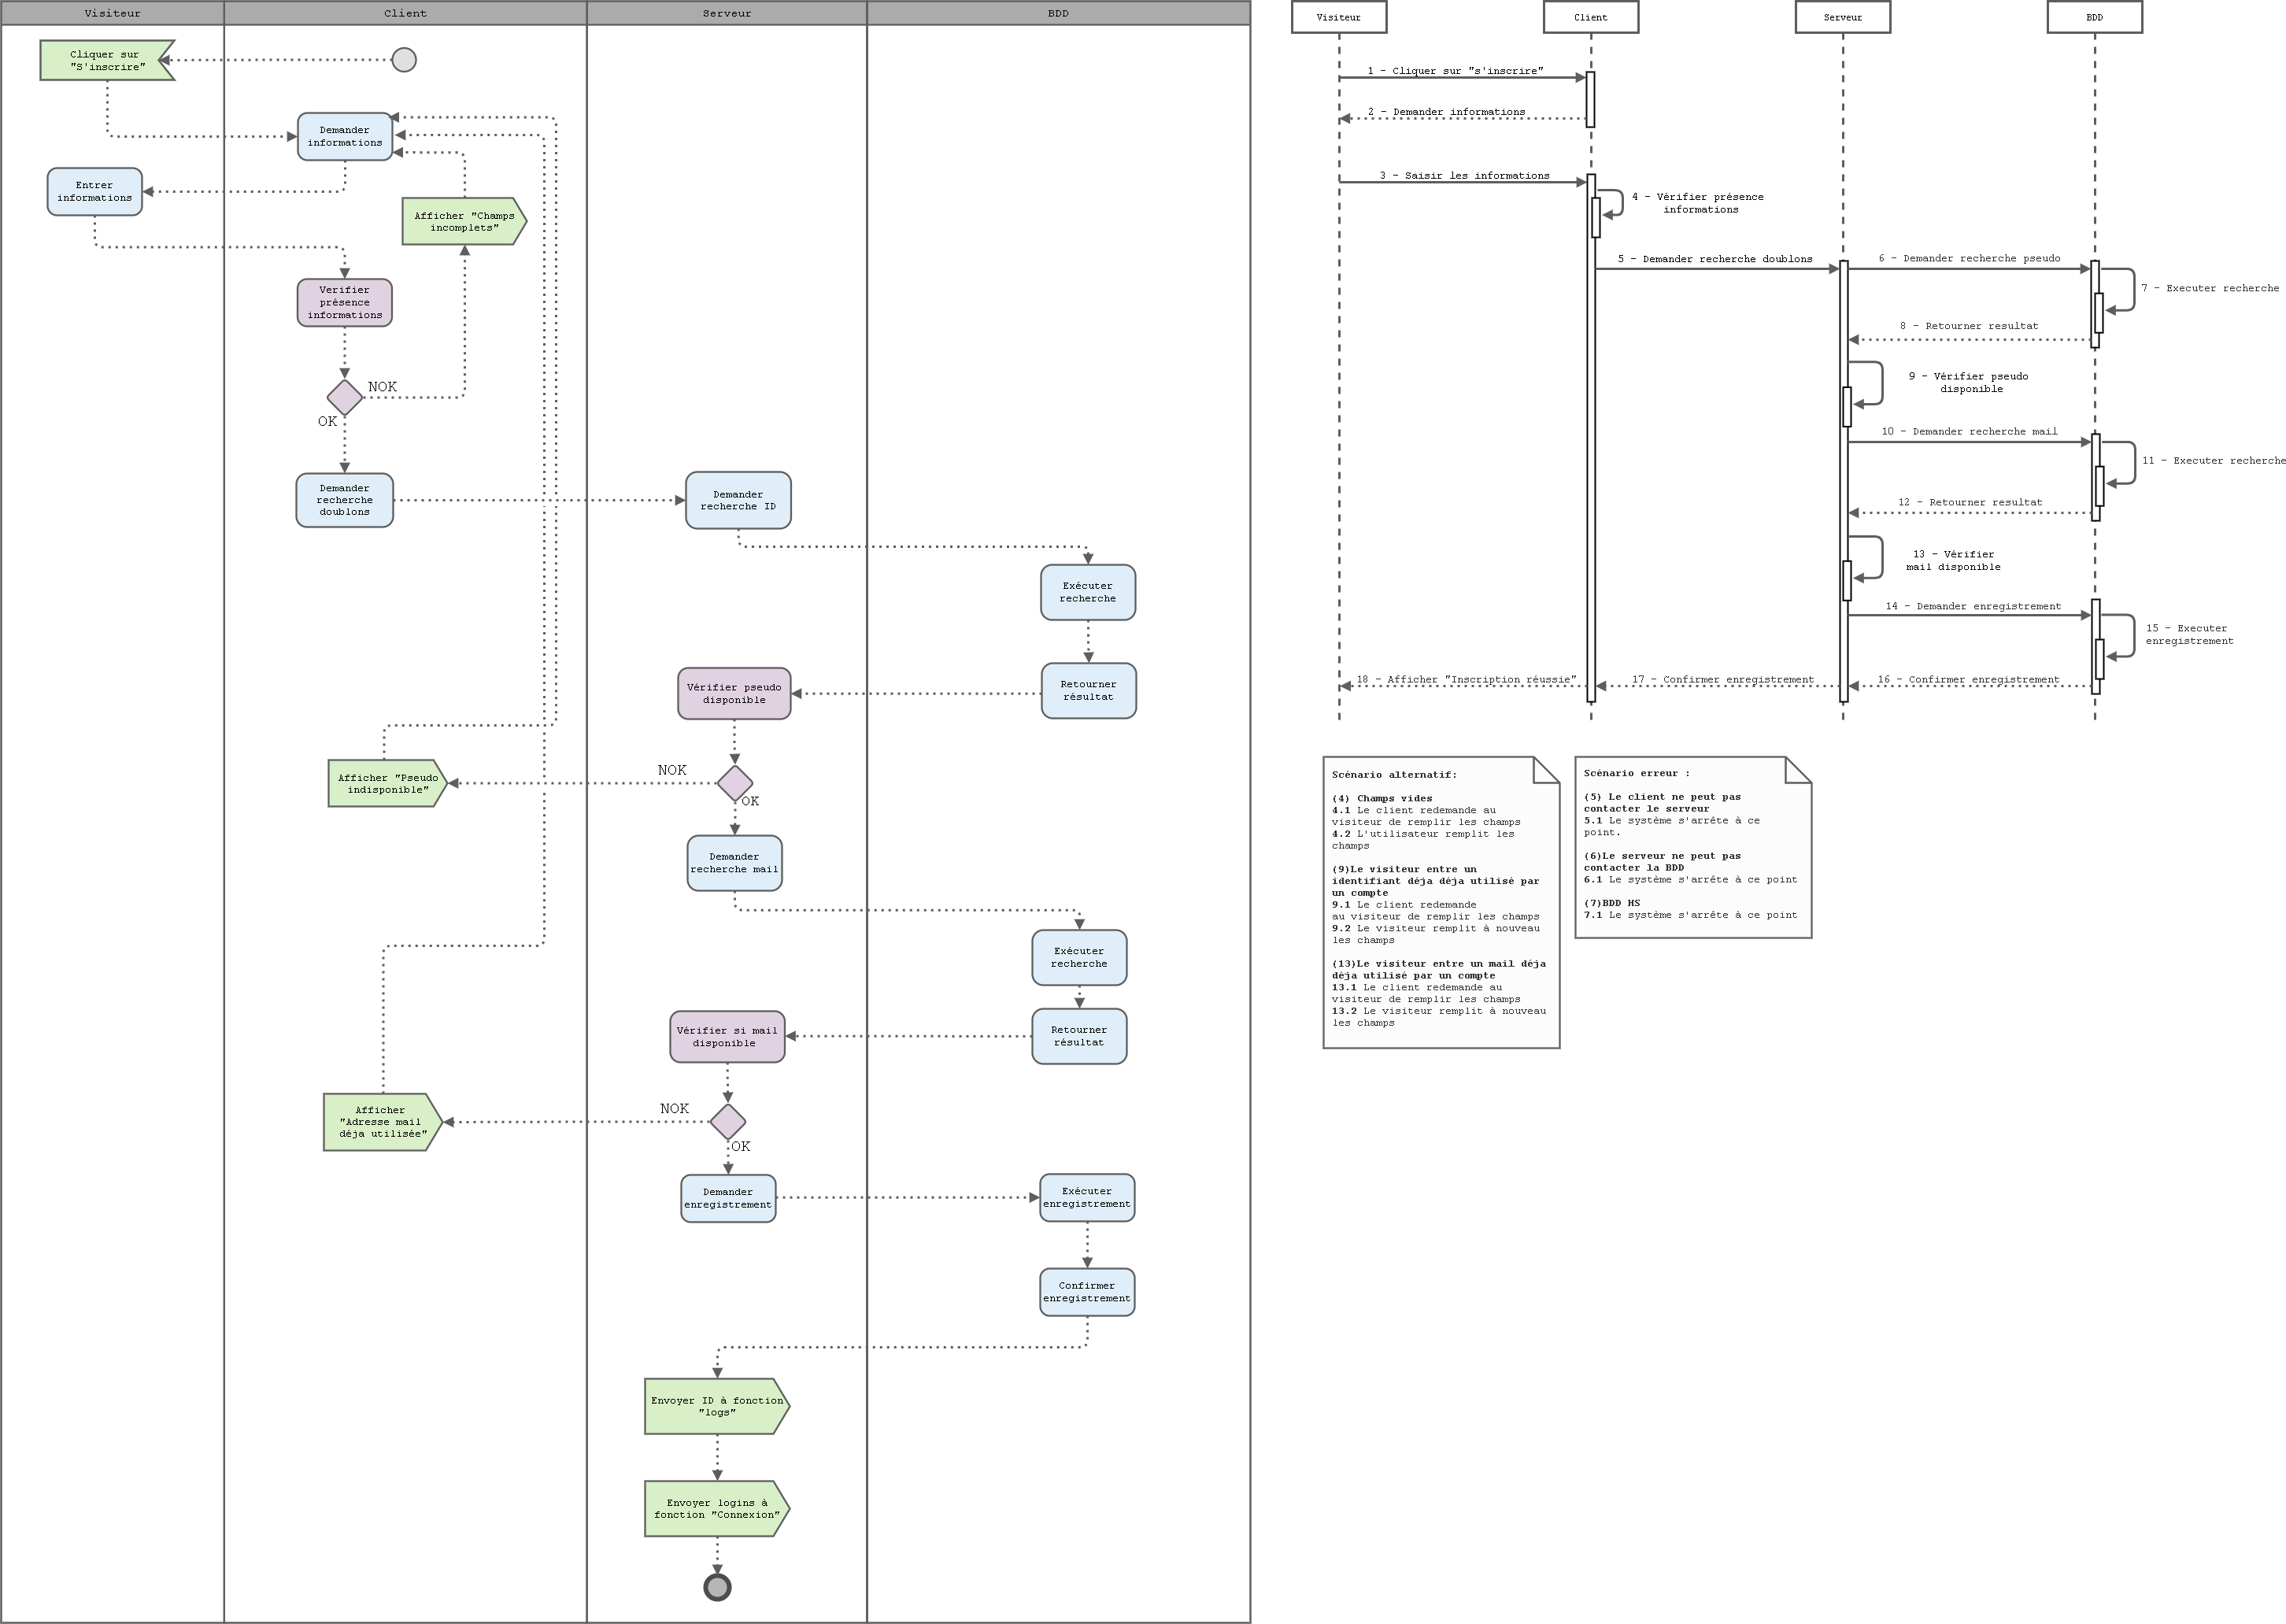 Visiteur
Client
Serveur
BDD
Cliquer sur
"S'inscrire"
Demander
informations
Entrer
informations
Afficher "Champs
incomplets"
Verifier
présence
informations
NOK
OK
Demander
recherche
doublons
Demander
recherche ID
Exécuter
recherche
Retourner
résultat
Vérifier pseudo
disponible
NOK
OK
Afficher "Pseudo
indisponible"
Demander
recherche mail
Exécuter
recherche
Retourner
résultat
Vérifier si mail
disponible
NOK
OK
Afficher
"Adresse mail
déja utilisée"
Demander
enregistrement
Exécuter
enregistrement
Confirmer
enregistrement
Envoyer ID à fonction
"logs"
Envoyer logins à
fonction "Connexion"
Visiteur
Client
Serveur
BDD
1 - Cliquer sur "s'inscrire"
2 - Demander informations
3 - Saisir les informations
4 - Vérifier présence
informations
5 - Demander recherche doublons
6 - Demander recherche pseudo
7 - Executer recherche
8 - Retourner resultat
9 - Vérifier pseudo
disponible
10 - Demander recherche mail
11 - Executer recherche
12 - Retourner resultat
13 - Vérifier
mail disponible
14 - Demander enregistrement
15 - Executer
enregistrement
18 - Afficher "Inscription réussie"
17 - Confirmer enregistrement
16 - Confirmer enregistrement
Scénario alternatif:
(4) Champs vides
4.1 Le client redemande au
visiteur de remplir les champs
4.2 L'utilisateur remplit les
champs
(9)Le visiteur entre un
identifiant déja déja utilisé par
un compte
9.1 Le client redemande
au visiteur de remplir les champs
9.2 Le visiteur remplit à nouveau
les champs
(13)Le visiteur entre un mail déja
déja utilisé par un compte
13.1 Le client redemande au
visiteur de remplir les champs
13.2 Le visiteur remplit à nouveau
les champs
Scénario erreur :
(5) Le client ne peut pas
contacter le serveur
5.1 Le système s'arrête à ce
point.
(6)Le serveur ne peut pas
contacter la BDD
6.1 Le système s'arrête à ce point
(7)BDD HS
7.1 Le système s'arrête à ce point